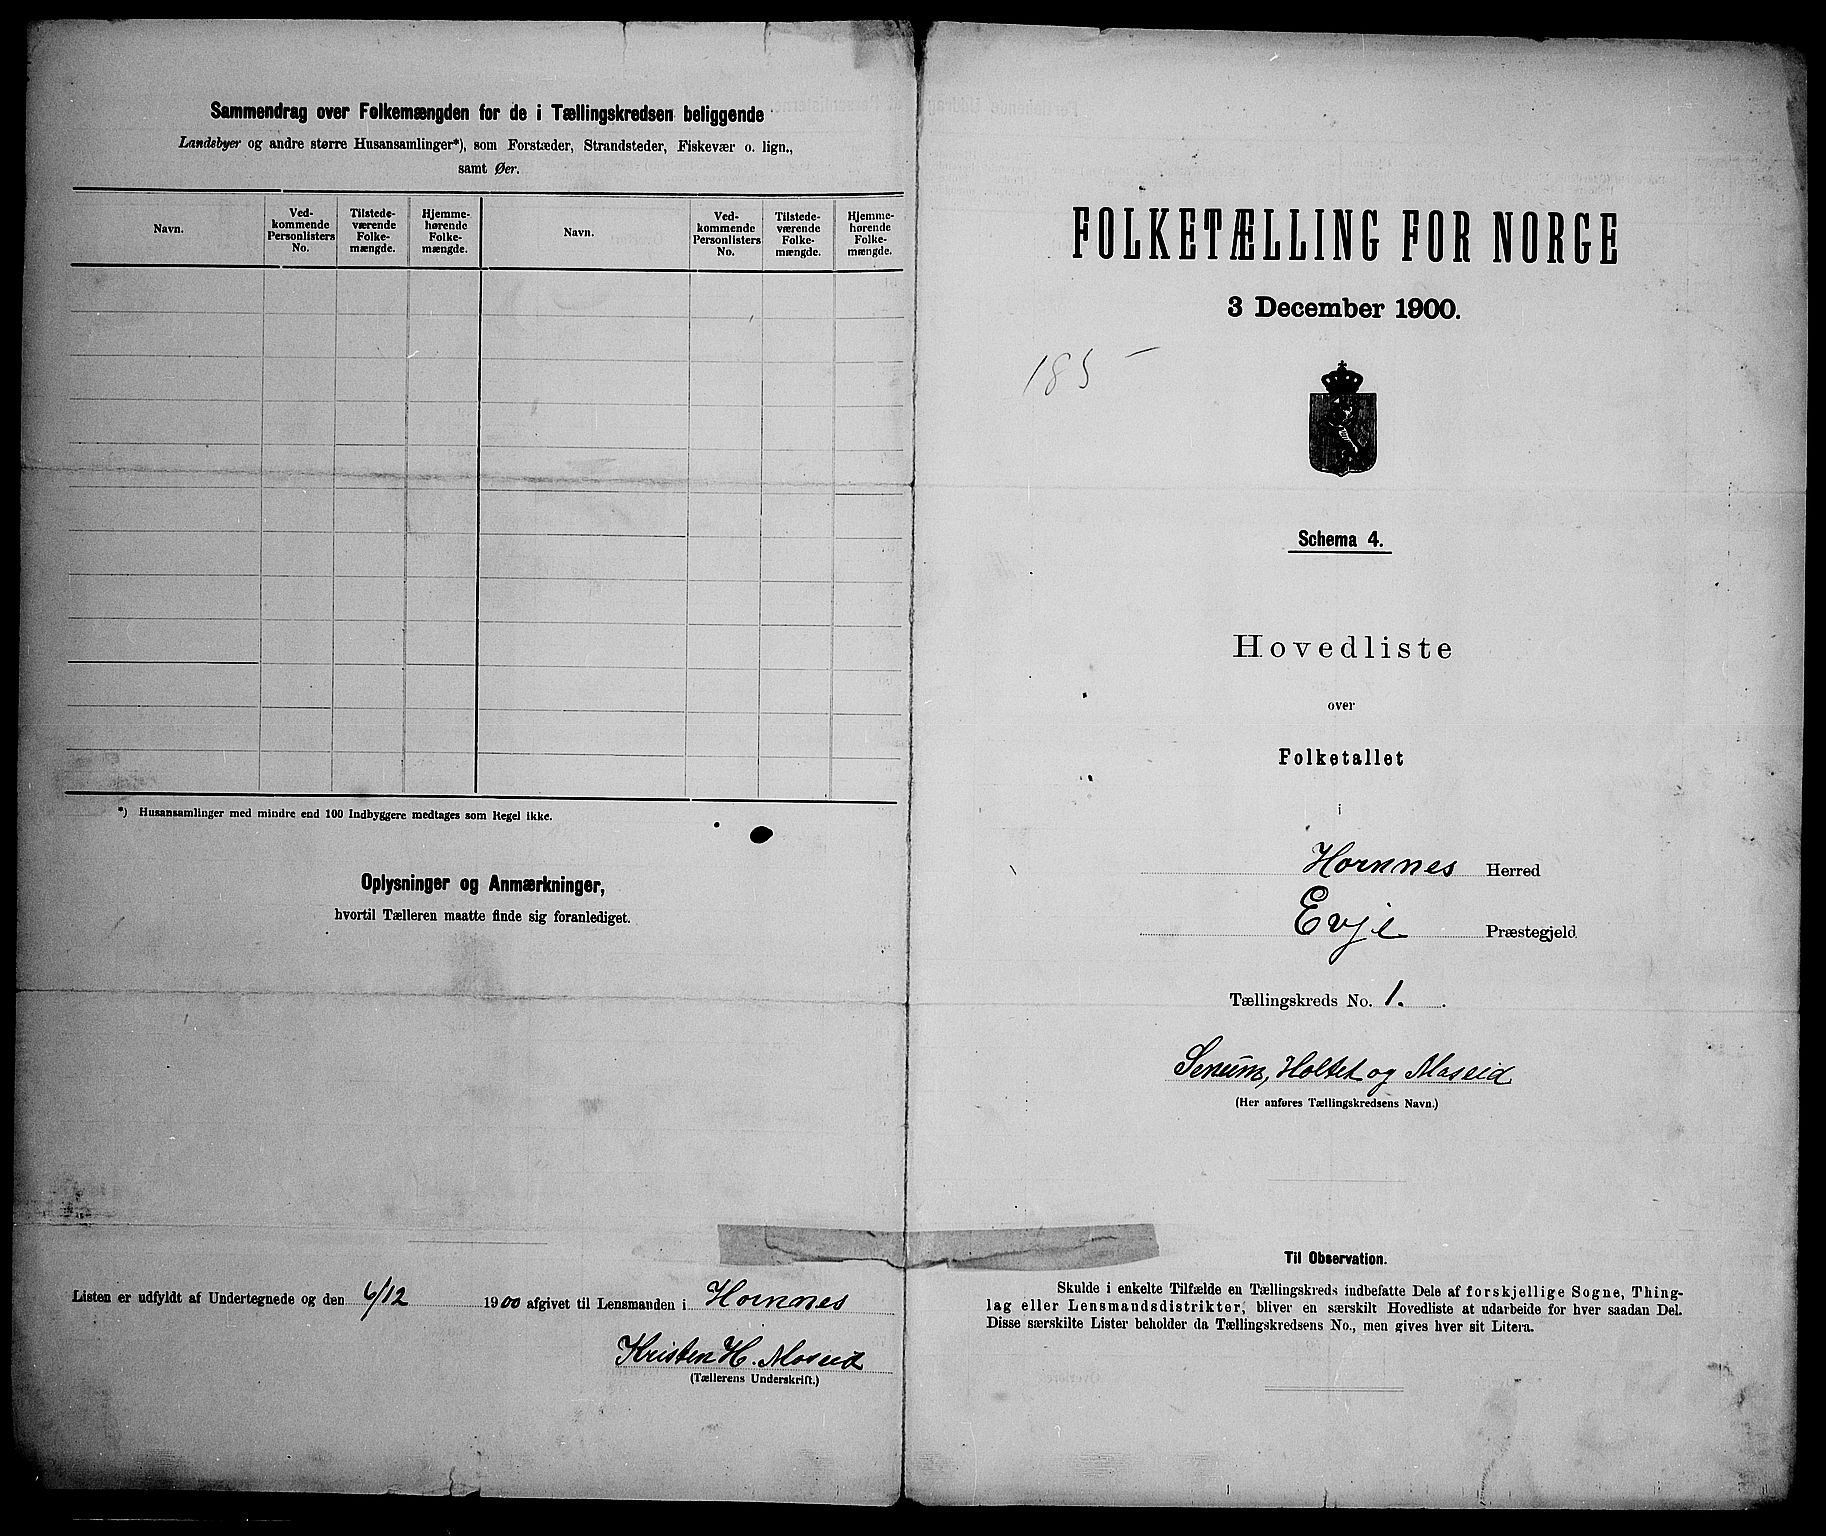 Sammendrag over Folkemængden for de i Tællingskredsen beliggende
Landsbyer og andre større Husansamlinger*), som Forstæder, Strandsteder, Fiskevær o. lign.,
samt Øer.
Navn.
Ved-
kommende
Personlisters
No.
Tilstede-
værende
Folke-
mængde.
Hjemme-
hørende
Folke-
mængde.
Navn.
Ved-
kommende
Personlisters
No.
Tilstede-
værende
Folke-
mængde.
Hjemme-
hørende
Folke-
mængde.
*) Husansamlinger med mindre end 100 Indbyggere medtages som Regel ikke.
Oplysninger og Anmærkninger,
hvortil Tælleren maatte finde sig foranlediget.
Listen er udfyldt af Undertegnede og den 6/12 1900 afgivet til Lensmanden i Hornnes
Kristen H. Moseid
(Tællerens Underskrift.)
FOLKETÆLLING FOR NORGE
3 December 1900.
185
Schema 4.
Hovedliste
over
Folketallet
i
Hornnes Herred
Evje Præstegjeld
Tællingskreds No. 1.
Senum, Holtet og Moseid
(Her anføres Tællingskredsens Navn.)
Til Observation.
Skulde i enkelte Tilfælde en Tællingskreds indbefatte Dele af forskjellige Sogne, Thing-
lag eller Lensmandsdistrikter, bliver en særskilt Hovedliste at udarbeide for hver saadan Del.
Disse særskilte Lister beholder da Tællingskredsens No., men gives hver sit Litera.